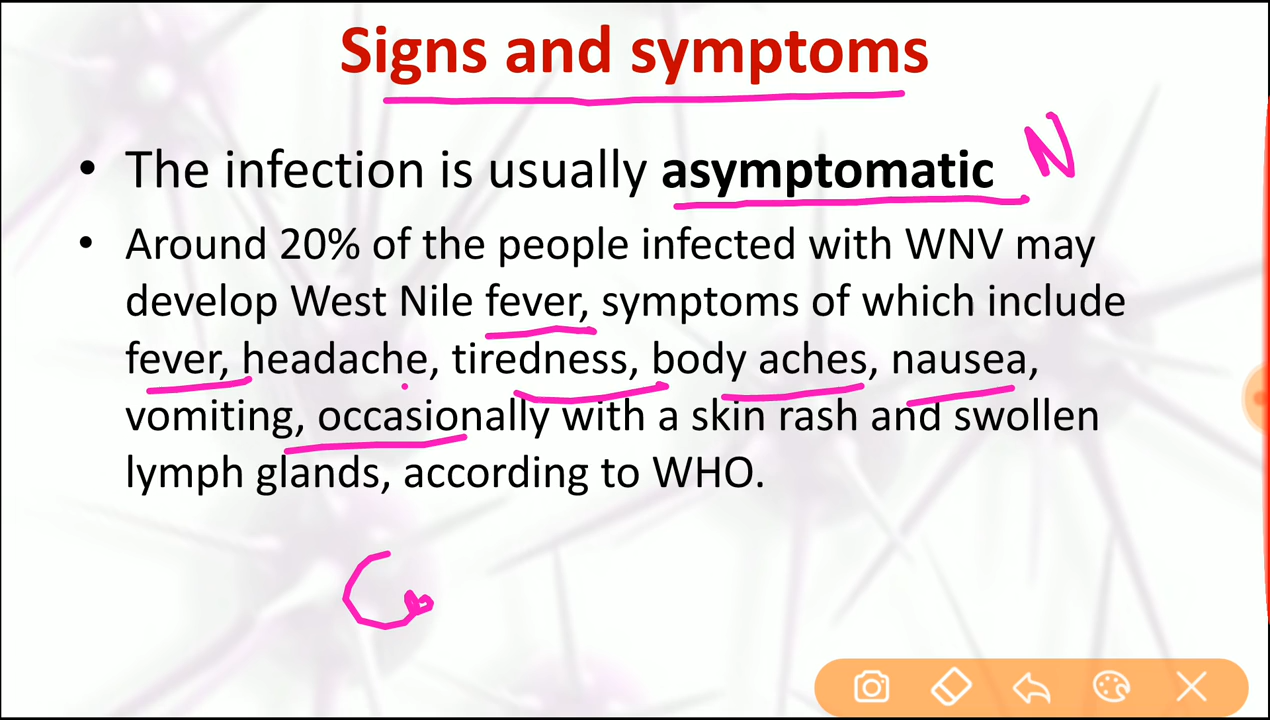 Signs and symptoms
• The infection is usually asymptomatic N
• Around 20% of the people infected with WNV may
develop West Nile fever, symptoms of which include
fever, headache, tiredness, body aches, nausea,
vomiting, occasionally with a skin rash and swollen
lymph glands, according to WHO.